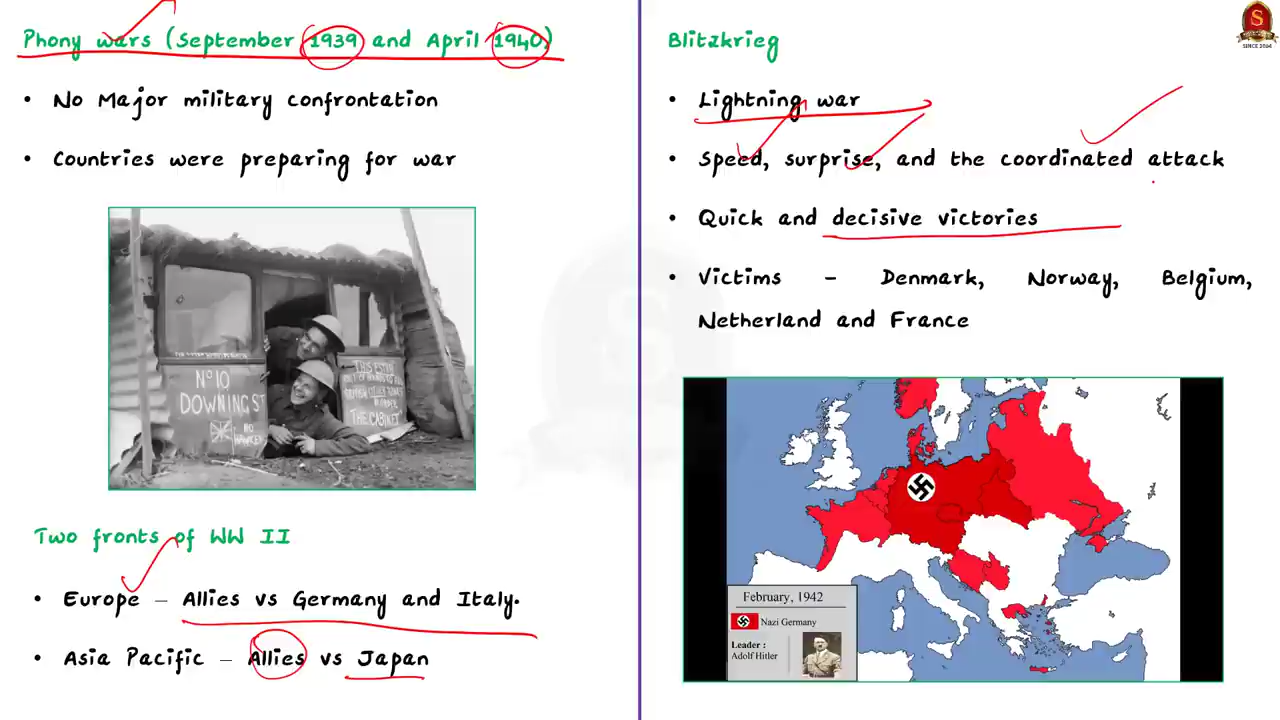 Phony wars (September 1939 and April 1940)
• No Major military confrontation
• Countries were preparing for war
Nº10
DOWNING ST
NO
HAWKERS
THE CABINET
Two fronts of WW II
• Europe – Allies vs Germany and Italy.
• Asia Pacific – Allies vs Japan
Blitzkrieg
• Lightning war
• Speed, surprise, and the coordinated attack
• Quick and decisive victories
• Victims – Denmark, Norway, Belgium,
Netherland and France
February, 1942
Nazi Germany
Leader :
Adolf Hitler
S
SINCE 2004